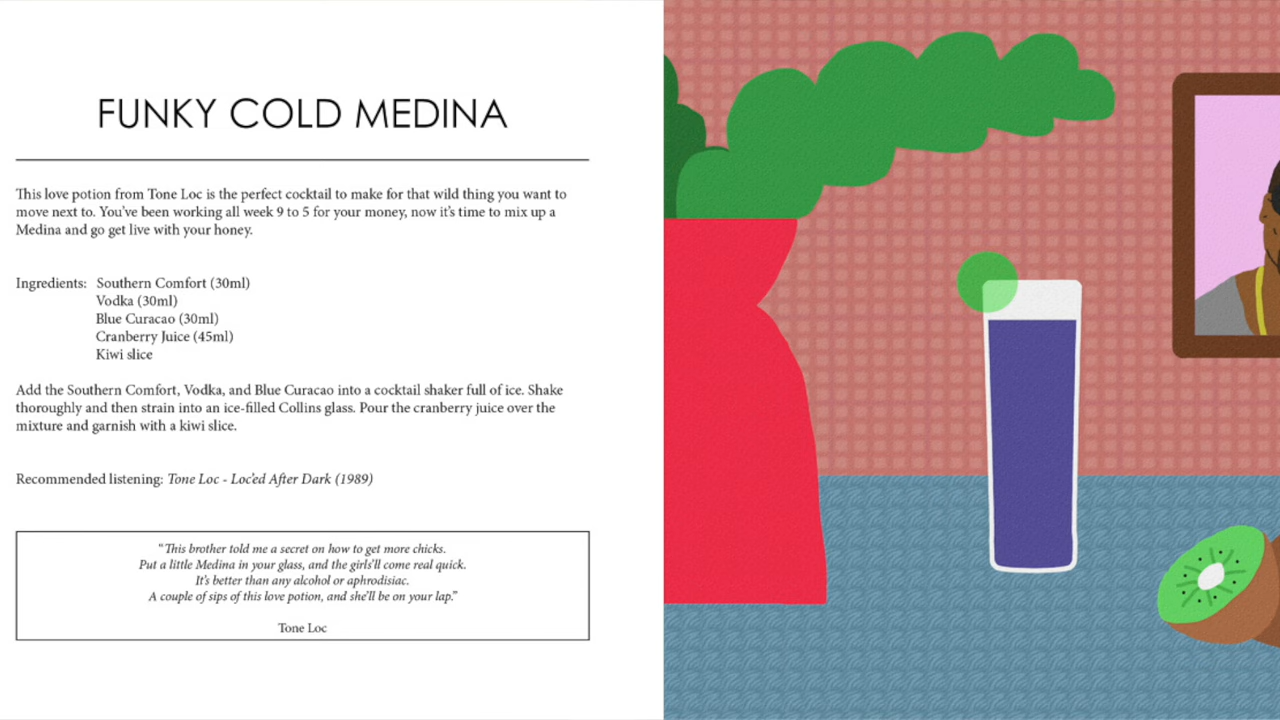 FUNKY COLD MEDINA
This love potion from Tone Loc is the perfect cocktail to make for that wild thing you want to
move next to. You've been working all week 9 to 5 for your money, now it's time to mix up a
Medina and go get live with your honey.
Ingredients: Southern Comfort (30ml)
Vodka (30ml)
Blue Curacao (30ml)
Cranberry Juice (45ml)
Kiwi slice
Add the Southern Comfort, Vodka, and Blue Curacao into a cocktail shaker full of ice. Shake
thoroughly and then strain into an ice-filled Collins glass. Pour the cranberry juice over the
mixture and garnish with a kiwi slice.
Recommended listening: Tone Loc - Loc'ed After Dark (1989)
“This brother told me a secret on how to get more chicks.
Put a little Medina in your glass, and the girls'll come real quick.
It's better than any alcohol or aphrodisiac.
A couple of sips of this love potion, and she'll be on your lap.”
Tone Loc